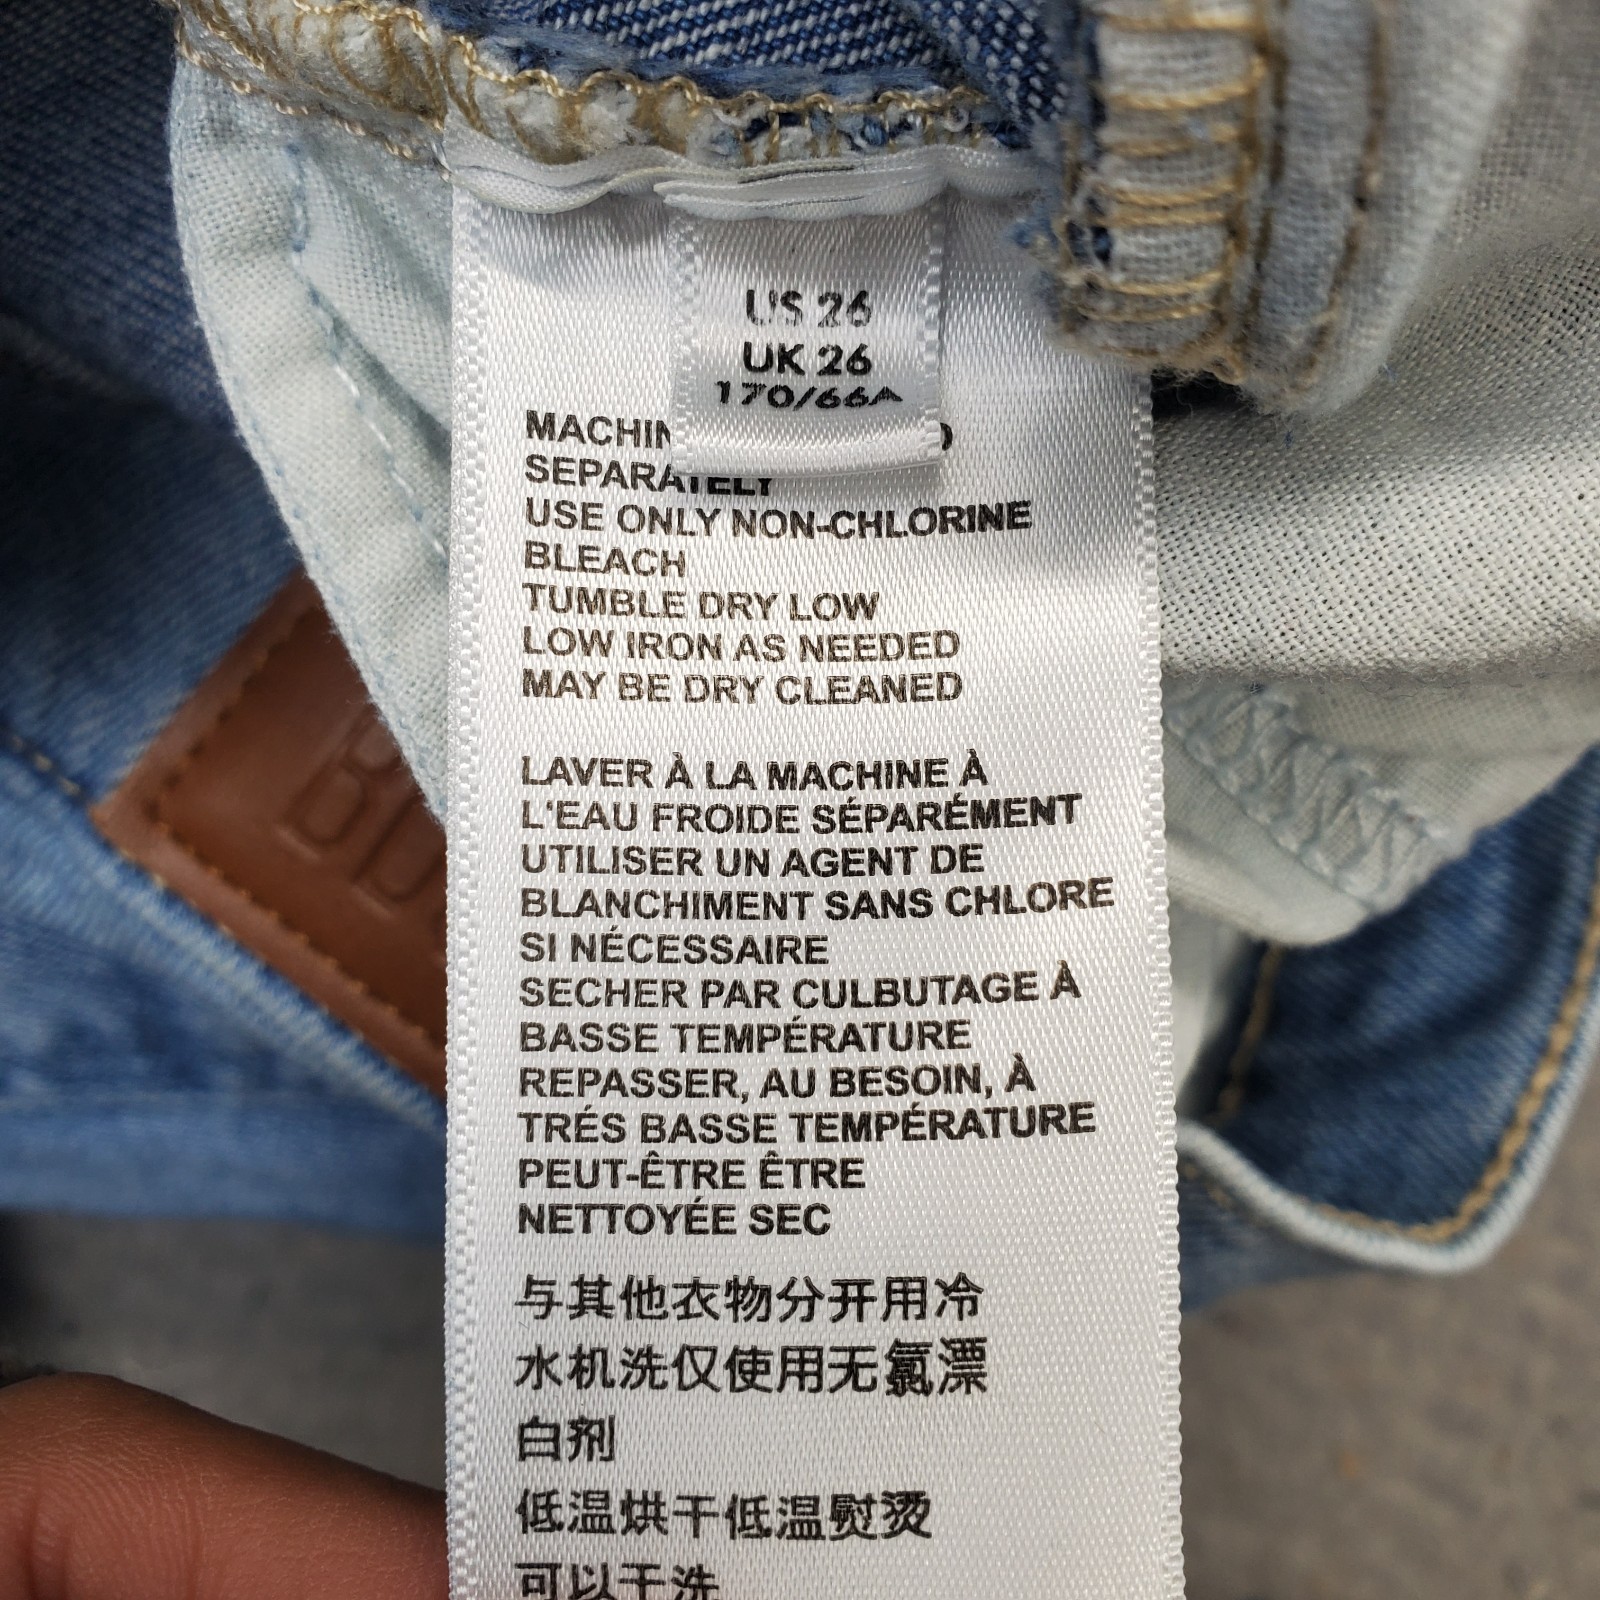 US 26
UK 26
170/66A
SEPARATELY
USE ONLY NON-CHLORINE
BLEACH
TUMBLE DRY LOW
LOW IRON AS NEEDED
MAY BE DRY CLEANED
LAVER À LA MACHINE À
L'EAU FROIDE SÉPARÉMENT
UTILISER UN AGENT DE
BLANCHIMENT SANS CHLORE
SI NÉCESSAIRE
SECHER PAR CULBUTAGE À
BASSE TEMPÉRATURE
REPASSER, AU BESOIN, À
TRÉS BASSE TEMPÉRATURE
PEUT-ÊTRE ÊTRE
NETTOYÉE SEC
与其他衣物分开用冷
水机洗仅使用无氯漂
白剂
低温烘干低温熨烫
可以干洗